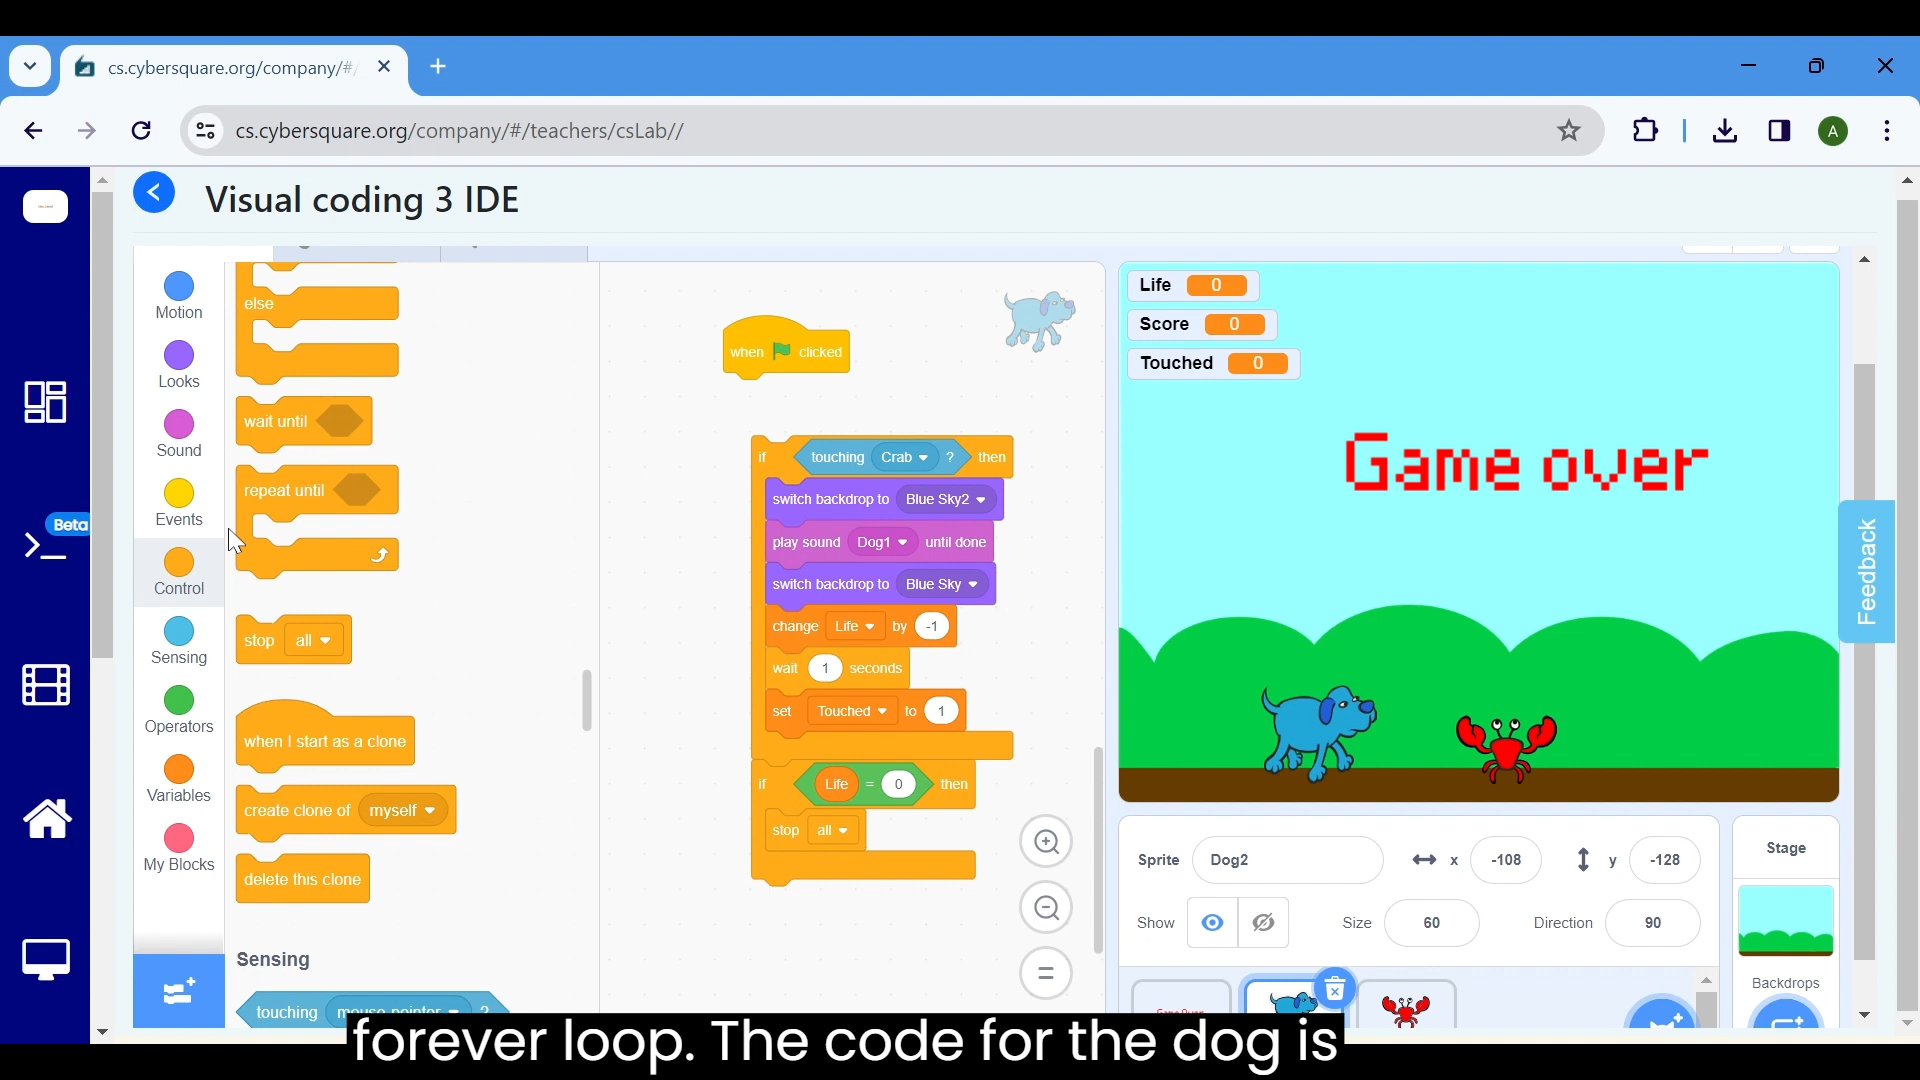 cs.cybersquare.org/company/#/
cs.cybersquare.org/company/#/teachers/csLab//
A
Visual coding 3 IDE
Beta
Motion
Looks
Sound
Events
Control
Sensing
Operators
Variables
My Blocks
else
wait until
repeat until
stop all
when I start as a clone
create clone of myself
delete this clone
Sensing
touching mouse-pointer ?
when clicked
if touching Crab ? then
switch backdrop to Blue Sky2
play sound Dog1 until done
switch backdrop to Blue Sky
change Life by -1
wait 1 seconds
set Touched to 1
if Life = 0 then
stop all
Life 0
Score 0
Touched 0
Game over
Feedback
Sprite Dog2 x -108 y -128
Show Size 60 Direction 90
Stage
Backdrops
forever loop. The code for the dog is